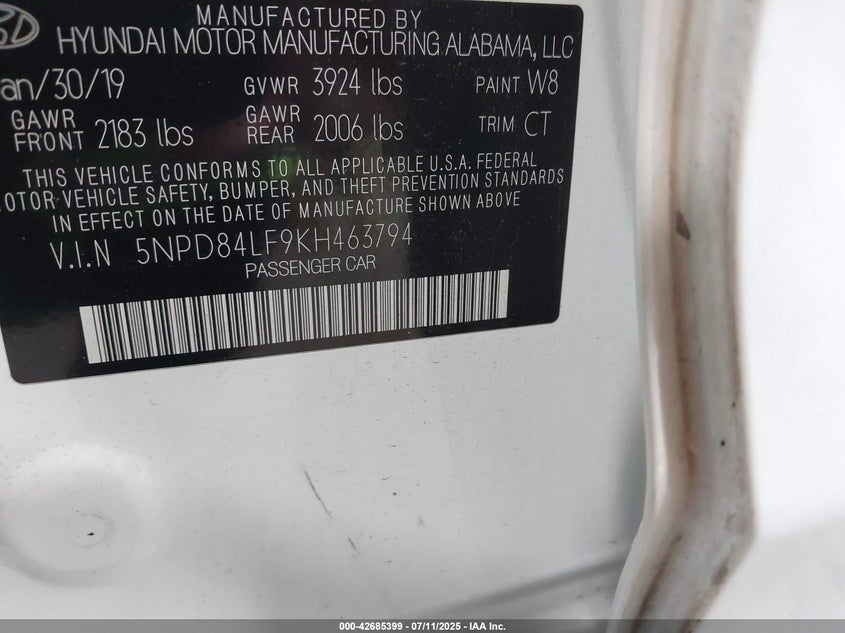 MANUFACTURED BY
HYUNDAI MOTOR MANUFACTURING ALABAMA, LLC
an/30/19 GVWR 3924 lbs PAINT W8
GAWR FRONT 2183 lbs GAWR REAR 2006 lbs TRIM CT
THIS VEHICLE CONFORMS TO ALL APPLICABLE U.S.A. FEDERAL
OTOR VEHICLE SAFETY, BUMPER, AND THEFT PREVENTION STANDARDS
IN EFFECT ON THE DATE OF MANUFACTURE SHOWN ABOVE
V.I.N 5NPD84LF9KH463794
PASSENGER CAR
000-42685399 - 07/11/2025 - IAA Inc.